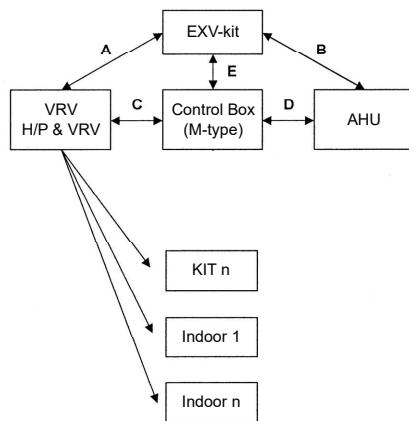 EXV-kit
A
B
E
VRV
H/P & VRV
C
Control Box
(M-type)
D
AHU
KIT n
Indoor 1
Indoor n